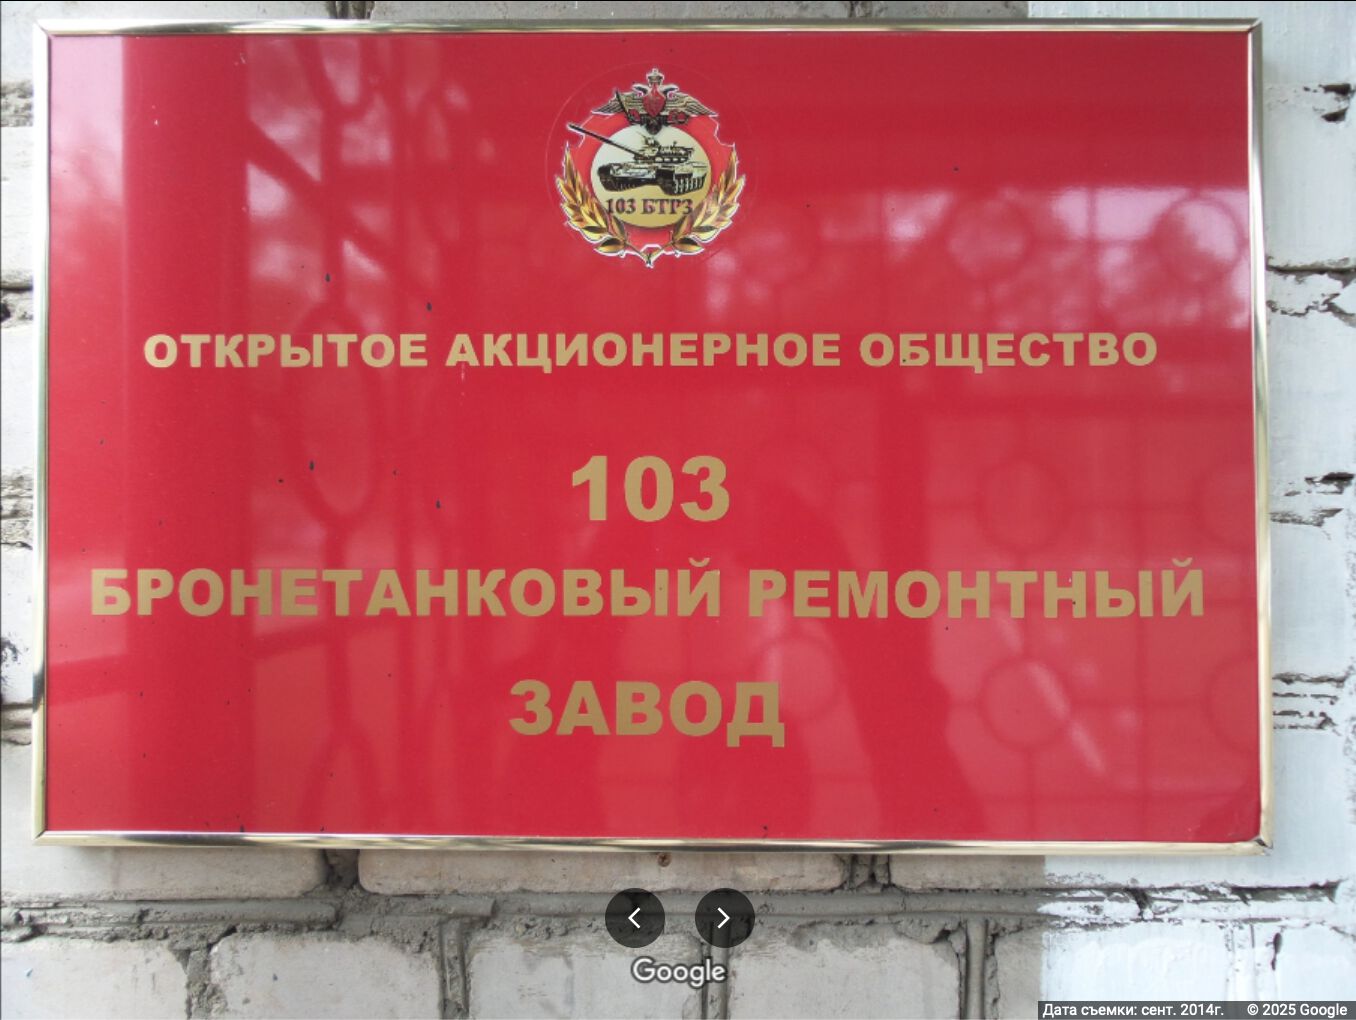 103 БТРЗ
ОТКРЫТОЕ АКЦИОНЕРНОЕ ОБЩЕСТВО
103
БРОНЕТАНКОВЫЙ РЕМОНТНЫЙ
ЗАВОД
Google
Дата съемки: сент. 2014г. © 2025 Google